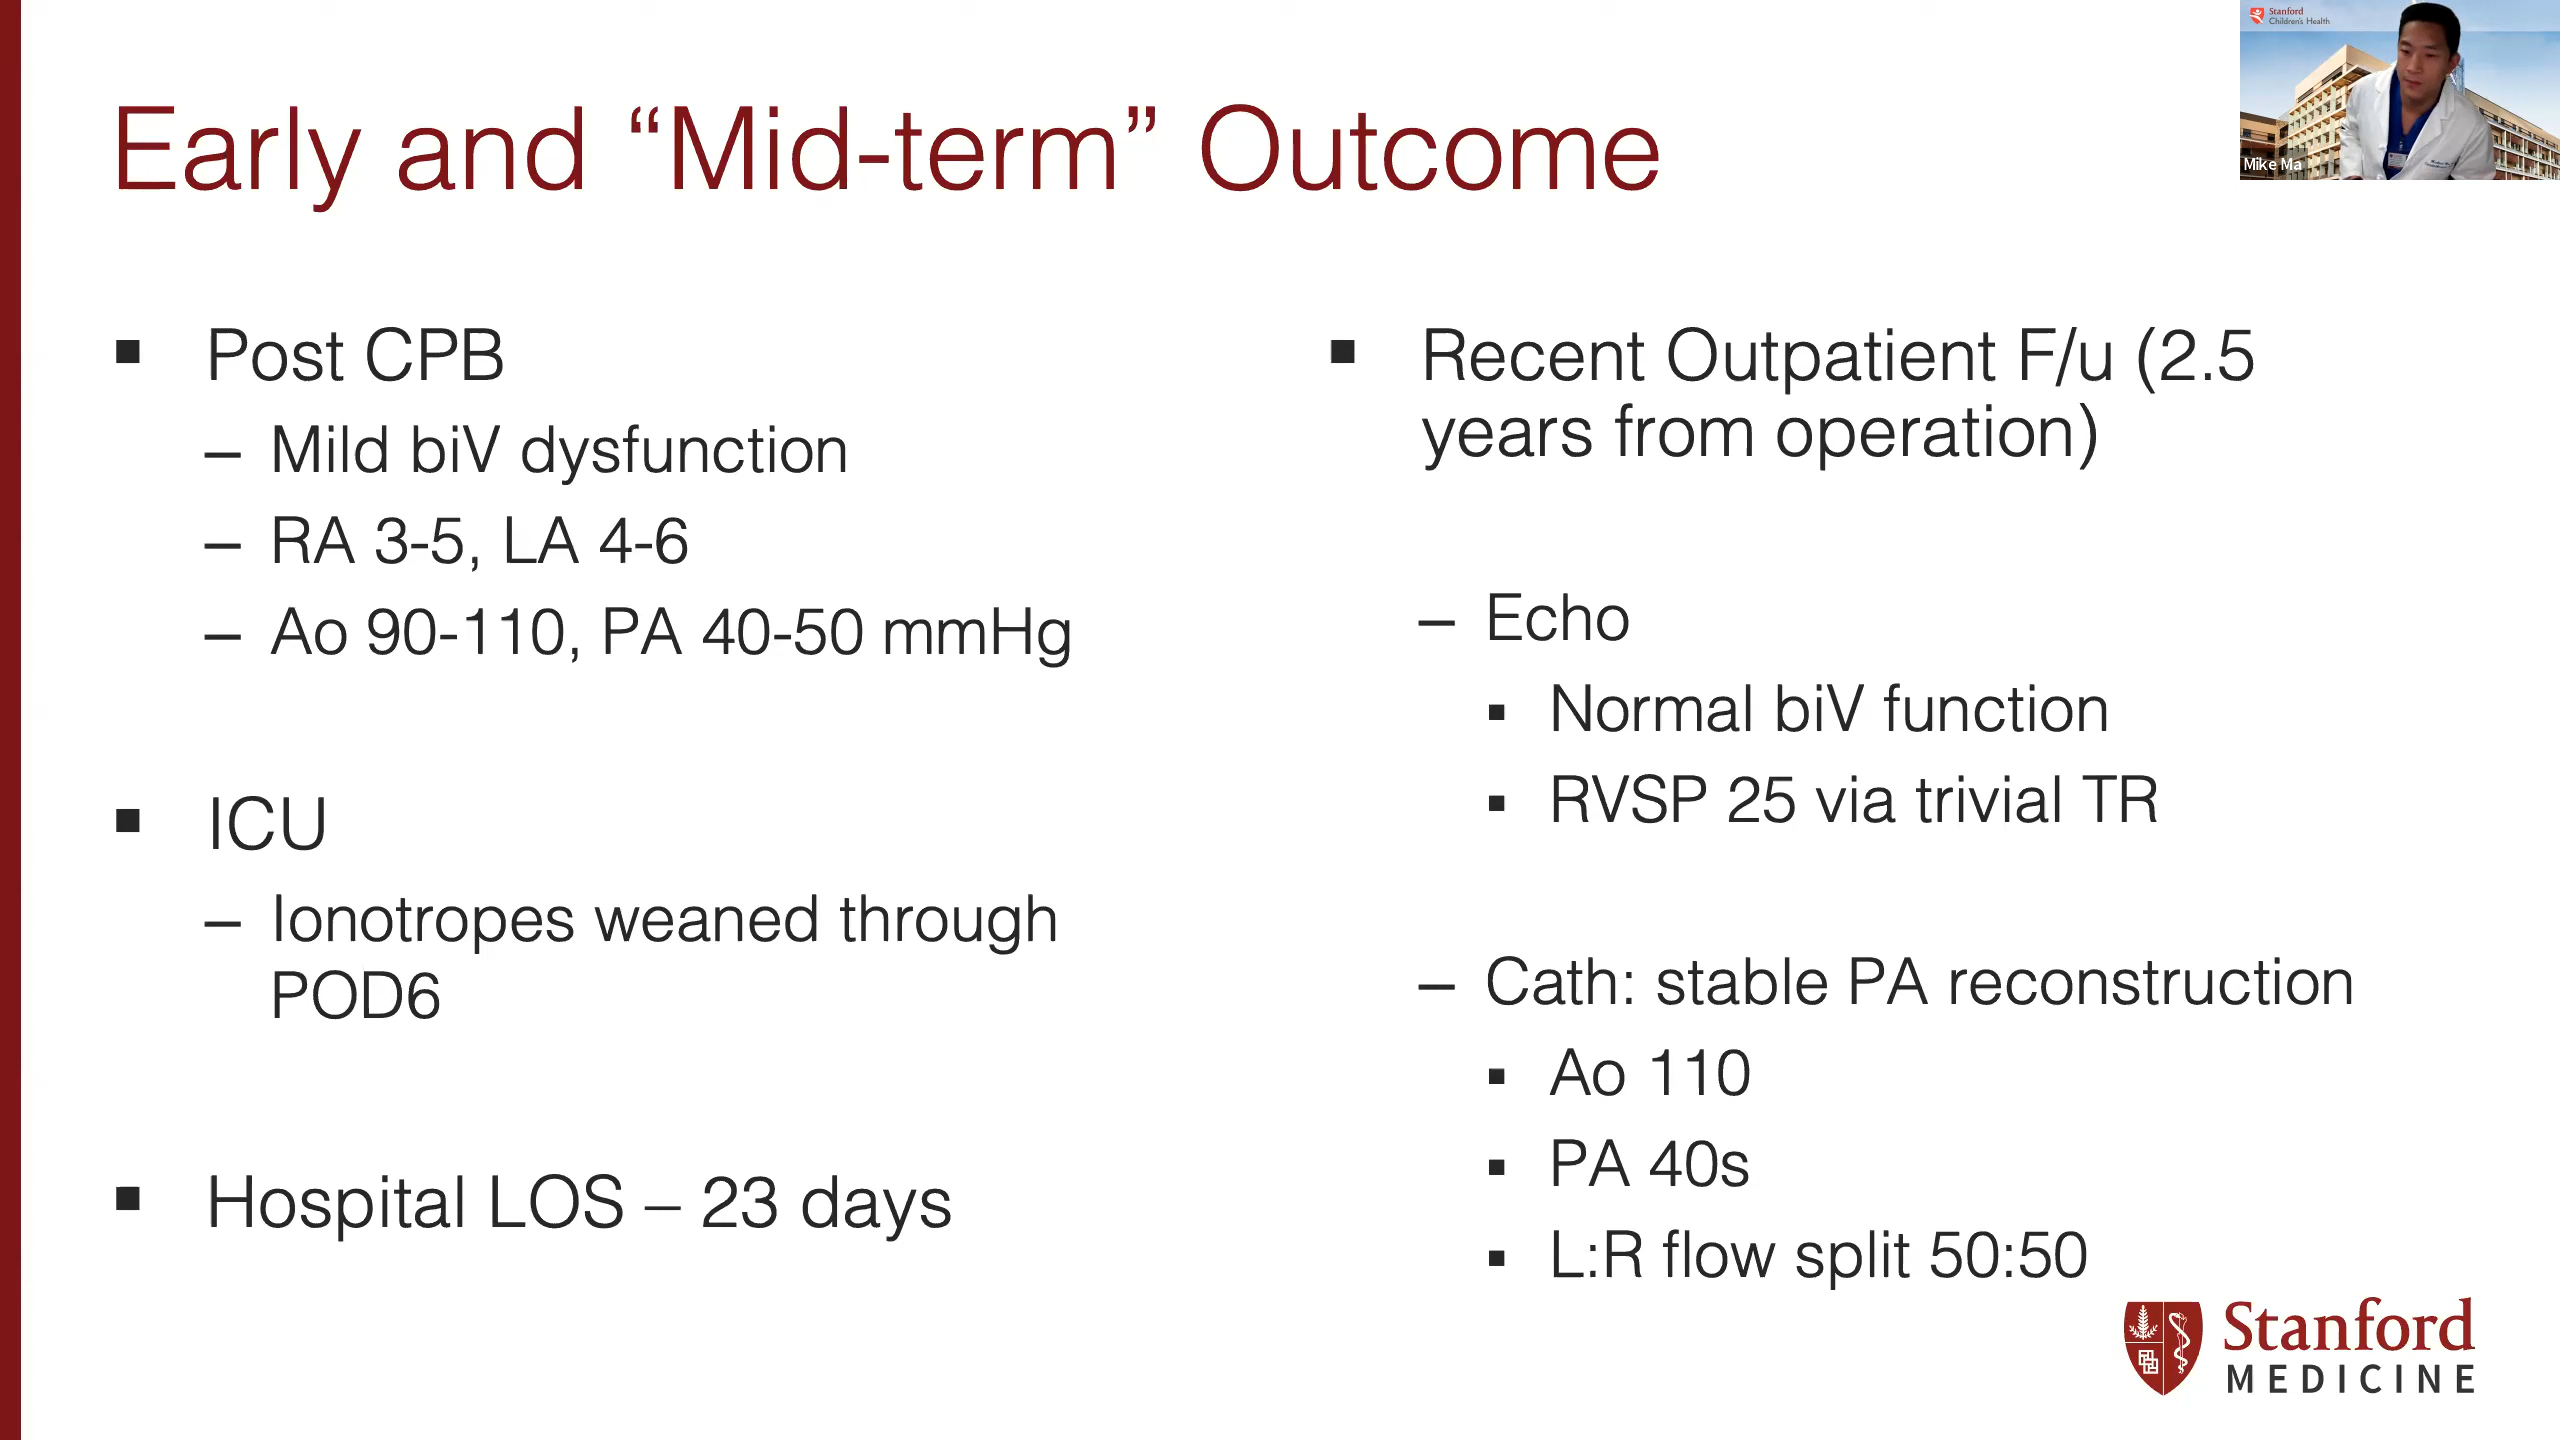 Early and “Mid-term” Outcome
▪ Post CPB
– Mild biV dysfunction
– RA 3-5, LA 4-6
– Ao 90-110, PA 40-50 mmHg
▪ ICU
– Ionotropes weaned through
POD6
▪ Hospital LOS – 23 days
▪ Recent Outpatient F/u (2.5
years from operation)
– Echo
▪ Normal biV function
▪ RVSP 25 via trivial TR
– Cath: stable PA reconstruction
▪ Ao 110
▪ PA 40s
▪ L:R flow split 50:50
Stanford
MEDICINE
Stanford
Children's Health
Mike Ma